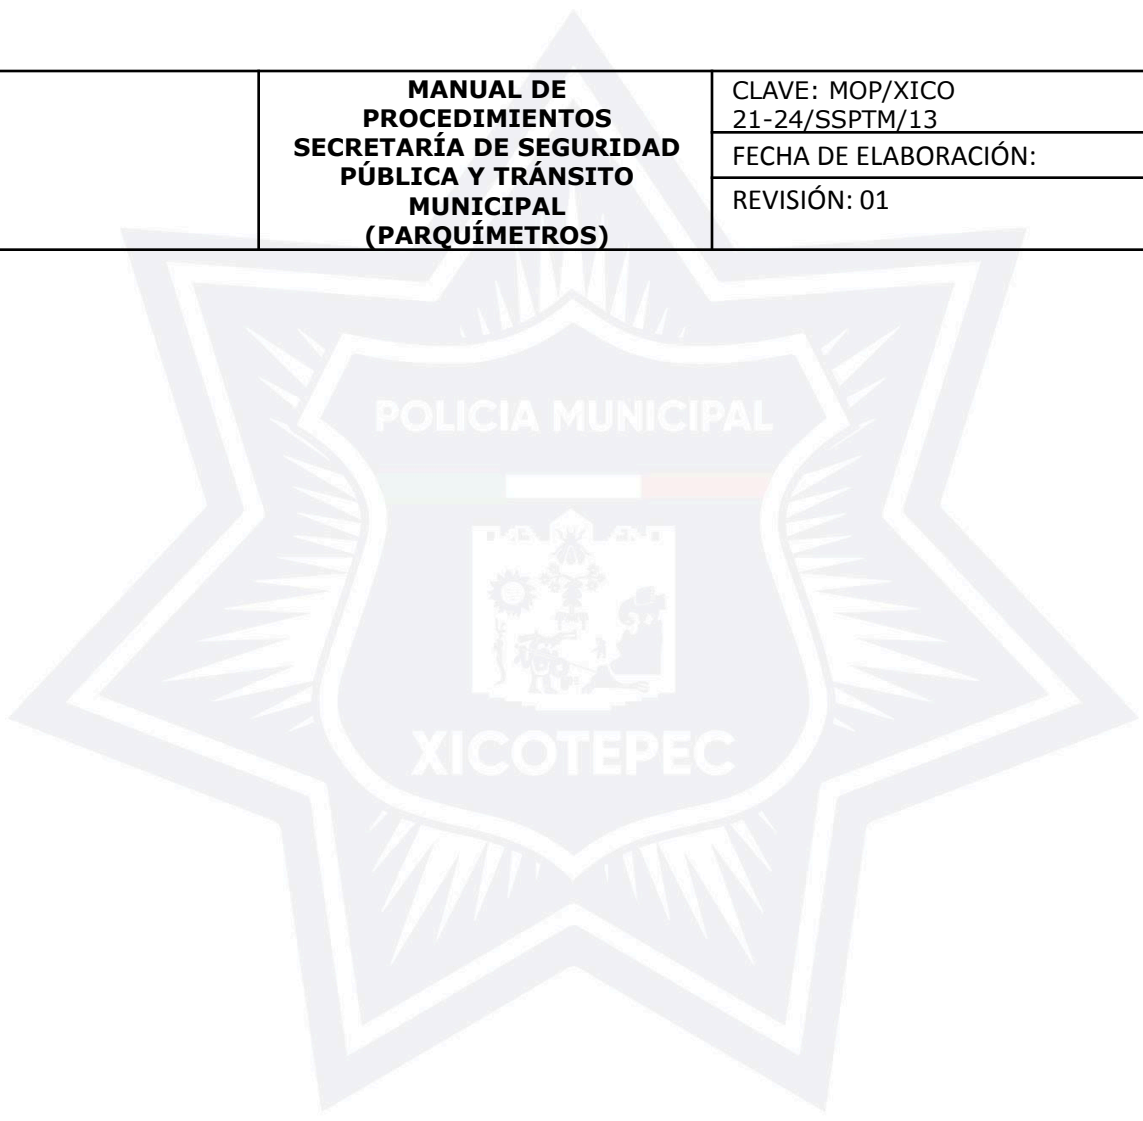 MANUAL DE
PROCEDIMIENTOS
SECRETARÍA DE SEGURIDAD
PÚBLICA Y TRÁNSITO
MUNICIPAL
(PARQUÍMETROS)
CLAVE: MOP/XICO
21-24/SSPTM/13
FECHA DE ELABORACIÓN:
REVISIÓN: 01
POLICIA MUNICIPAL
XICOTEPEC